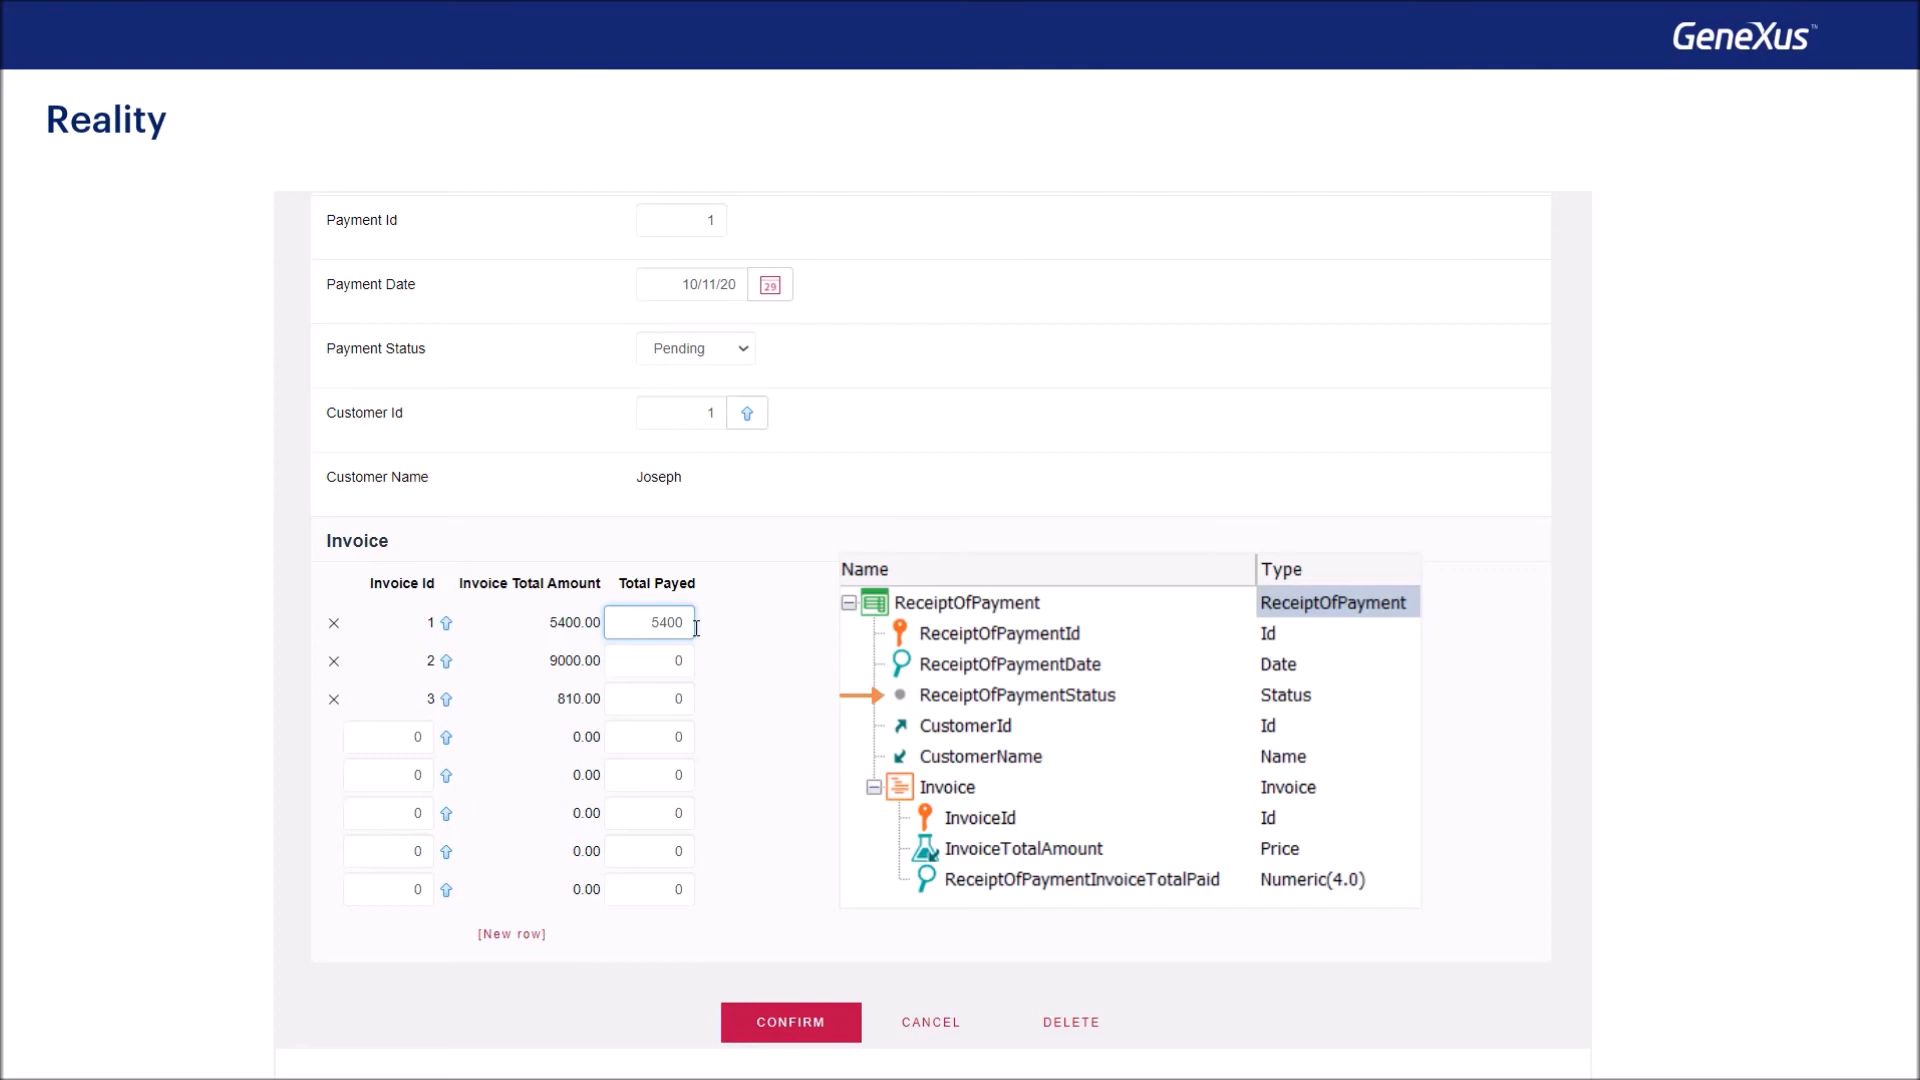 GeneXus™
Reality
Payment Id 1
Payment Date 10/11/20 29
Payment Status Pending
Customer Id 1
Customer Name Joseph
Invoice
Invoice Id Invoice Total Amount Total Payed
1 5400.00 5400
2 9000.00 0
3 810.00 0
0 0.00 0
0 0.00 0
0 0.00 0
0 0.00 0
0 0.00 0
[New row]
Name Type
ReceiptOfPayment ReceiptOfPayment
ReceiptOfPaymentId Id
ReceiptOfPaymentDate Date
ReceiptOfPaymentStatus Status
CustomerId Id
CustomerName Name
Invoice Invoice
InvoiceId Id
InvoiceTotalAmount Price
ReceiptOfPaymentInvoiceTotalPaid Numeric(4.0)
CONFIRM CANCEL DELETE